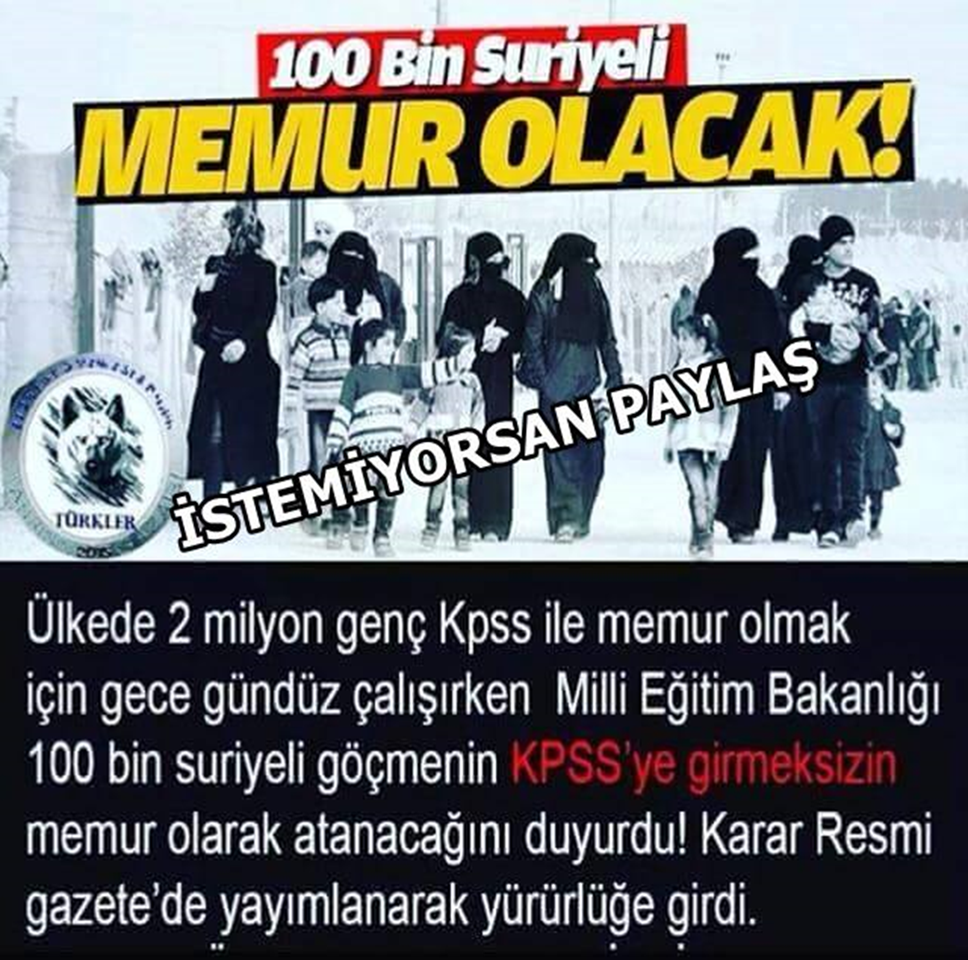 100 Bin Suriyeli
MEMUR OLACAK!
İSTEMİYORSAN PAYLAŞ
TÜRKLER
Ülkede 2 milyon genç Kpss ile memur olmak
için gece gündüz çalışırken Milli Eğitim Bakanlığı
100 bin suriyeli göçmenin KPSS'ye girmeksizin
memur olarak atanacağını duyurdu! Karar Resmi
gazete'de yayımlanarak yürürlüğe girdi.